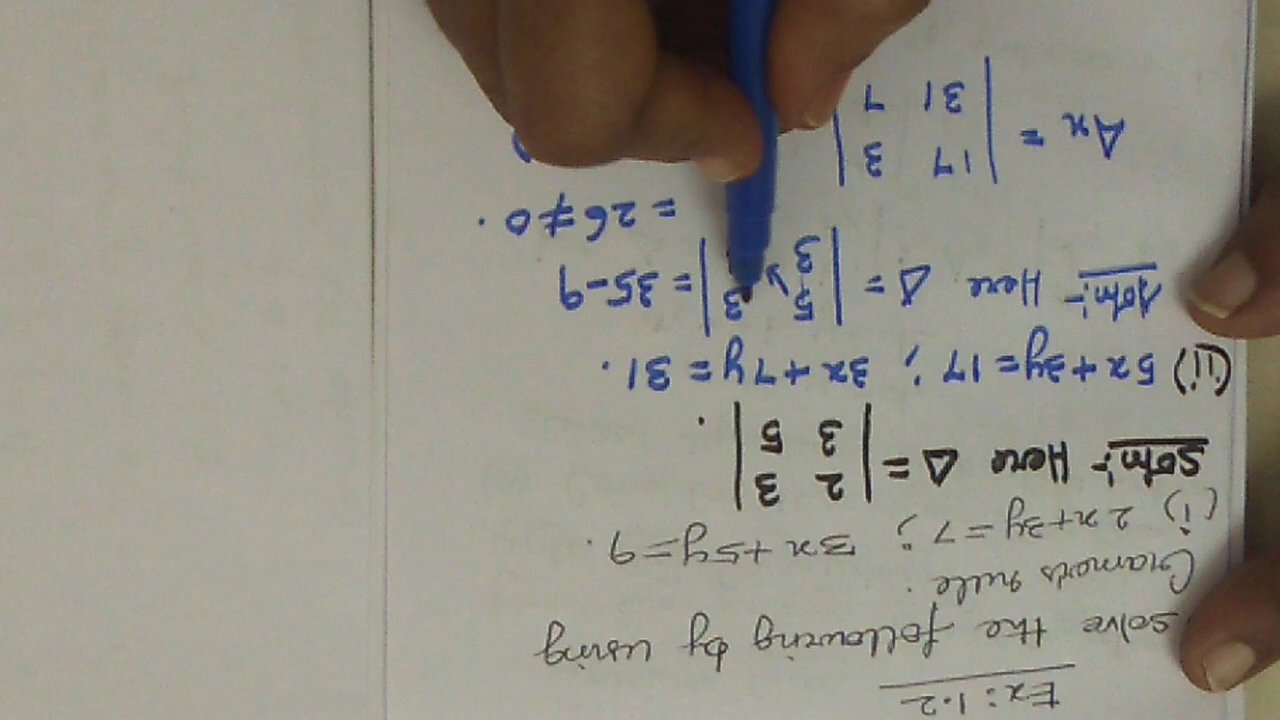 Ex: 1.2
solve the following by using
Cramer's rule.
(i) 2x+3y=7; 3x+5y=9.
Soln:- Here Δ = |2 3|
|3 5|.
(ii) 5x+3y=17; 3x+7y=31.
Soln:- Here Δ = |5 3| = 35-9
|3
= 26≠0.
Δx = |17 3|
|31 7|